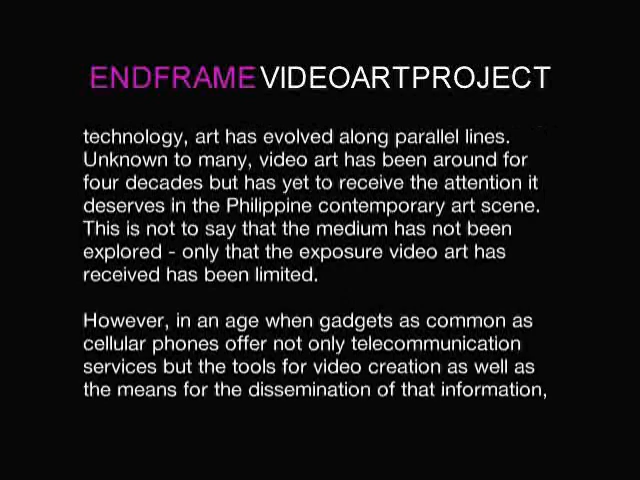 ENDFRAMEVIDEOARTPROJECT
technology, art has evolved along parallel lines.
Unknown to many, video art has been around for
four decades but has yet to receive the attention it
deserves in the Philippine contemporary art scene.
This is not to say that the medium has not been
explored - only that the exposure video art has
received has been limited.
However, in an age when gadgets as common as
cellular phones offer not only telecommunication
services but the tools for video creation as well as
the means for the dissemination of that information,